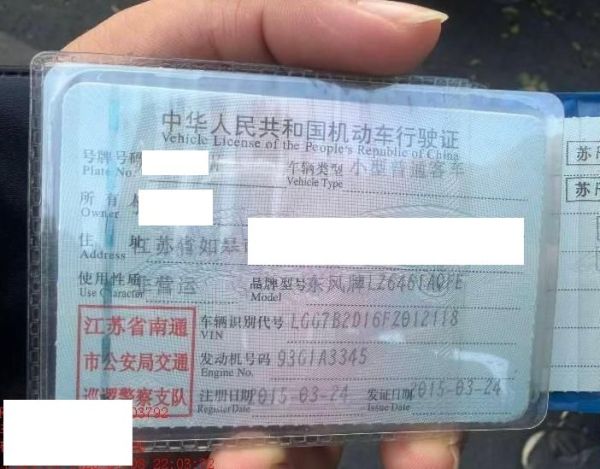 中华人民共和国机动车行驶证
Vehicle License of the People's Republic of China
号牌号码 车辆类型 小型普通客车
Plate No. Vehicle Type
所有人
Owner
住址 江苏省如皋
Address
使用性质 非营运 品牌型号 东风牌LZ6461AQFE
Use Character Model
江苏省南通
市公安局交通
巡逻警察支队
车辆识别代号 LGG7B2D16FZ012118
VIN
发动机号码 93G1A3345
Engine No.
注册日期 2015-03-24 发证日期 2015-03-24
Register Date Issue Date
03792
22:03:22
苏
苏